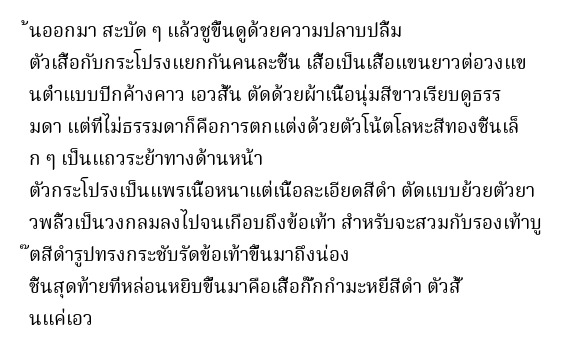 ้นออกมา สะบัด ๆ แล้วชูขึ้นดูด้วยความปลาบปลื้ม
ตัวเสื้อกับกระโปรงแยกกันคนละชิ้น เสื้อเป็นเสื้อแขนยาวต่อวงแข
นต่ำแบบปีกค้างคาว เอวสั้น ตัดด้วยผ้าเนื้อนุ่มสีขาวเรียบดูธรร
มดา แต่ที่ไม่ธรรมดาก็คือการตกแต่งด้วยตัวโน้ตโลหะสีทองชิ้นเล็
ก ๆ เป็นแถวระย้าทางด้านหน้า
ตัวกระโปรงเป็นแพรเนื้อหนาแต่เนื้อละเอียดสีดำ ตัดแบบย้วยตัวยา
วพลิ้วเป็นวงกลมลงไปจนเกือบถึงข้อเท้า สำหรับจะสวมกับรองเท้าบู
๊ตสีดำรูปทรงกระชับรัดข้อเท้าขึ้นมาถึงน่อง
ชิ้นสุดท้ายที่หล่อนหยิบขึ้นมาคือเสื้อกั๊กกำมะหยี่สีดำ ตัวสั้
นแค่เอว